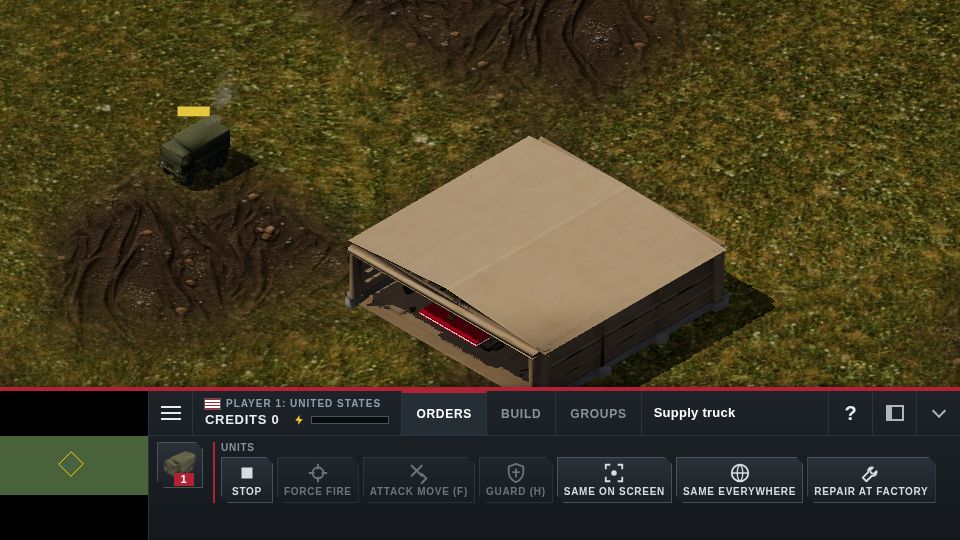 PLAYER 1: UNITED STATES
CREDITS 0
ORDERS
BUILD
GROUPS
Supply truck
?
UNITS
1
STOP
FORCE FIRE
ATTACK MOVE (F)
GUARD (H)
SAME ON SCREEN
SAME EVERYWHERE
REPAIR AT FACTORY